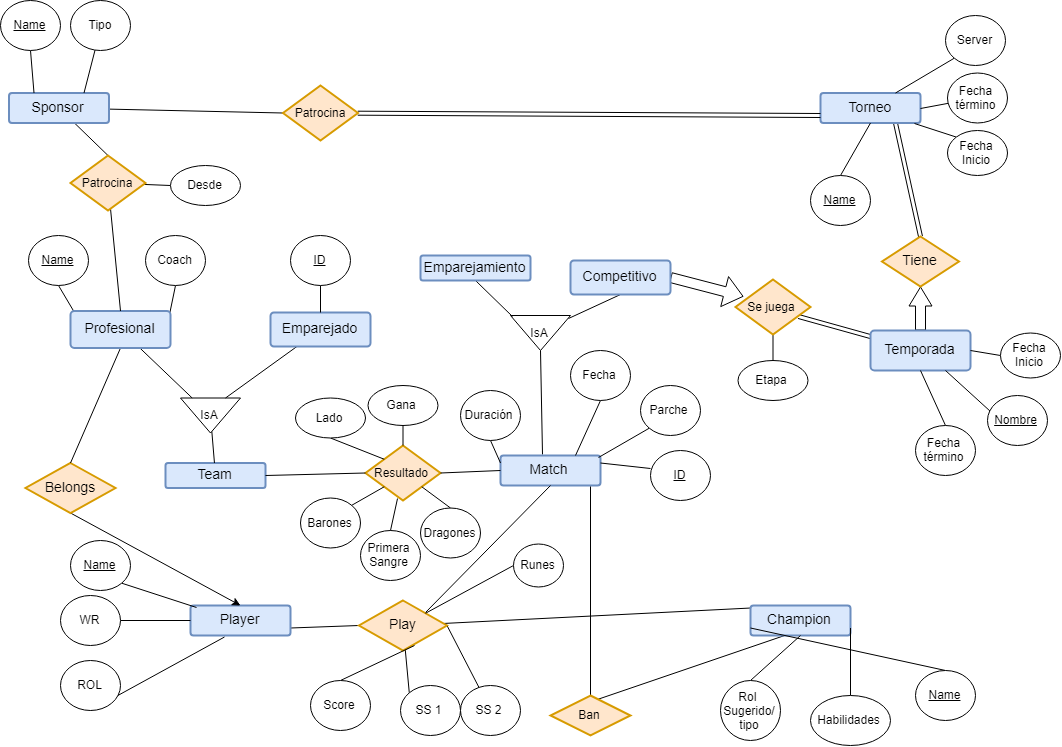 Name
Tipo
Server
Sponsor
Patrocina
Torneo
Fecha
término
Fecha
Inicio
Patrocina
Desde
Name
Name
Coach
ID
Emparejamiento
Competitivo
Tiene
Profesional
Emparejado
Se juega
IsA
Temporada
Fecha
Inicio
Etapa
Fecha
Parche
Nombre
Fecha
término
Lado
Gana
Duración
IsA
Team
Resultado
Match
ID
Belongs
Barones
Primera
Sangre
Dragones
Name
Runes
WR
Player
Play
Champion
ROL
Score
SS 1
SS 2
Ban
Rol
Sugerido/
tipo
Habilidades
Name